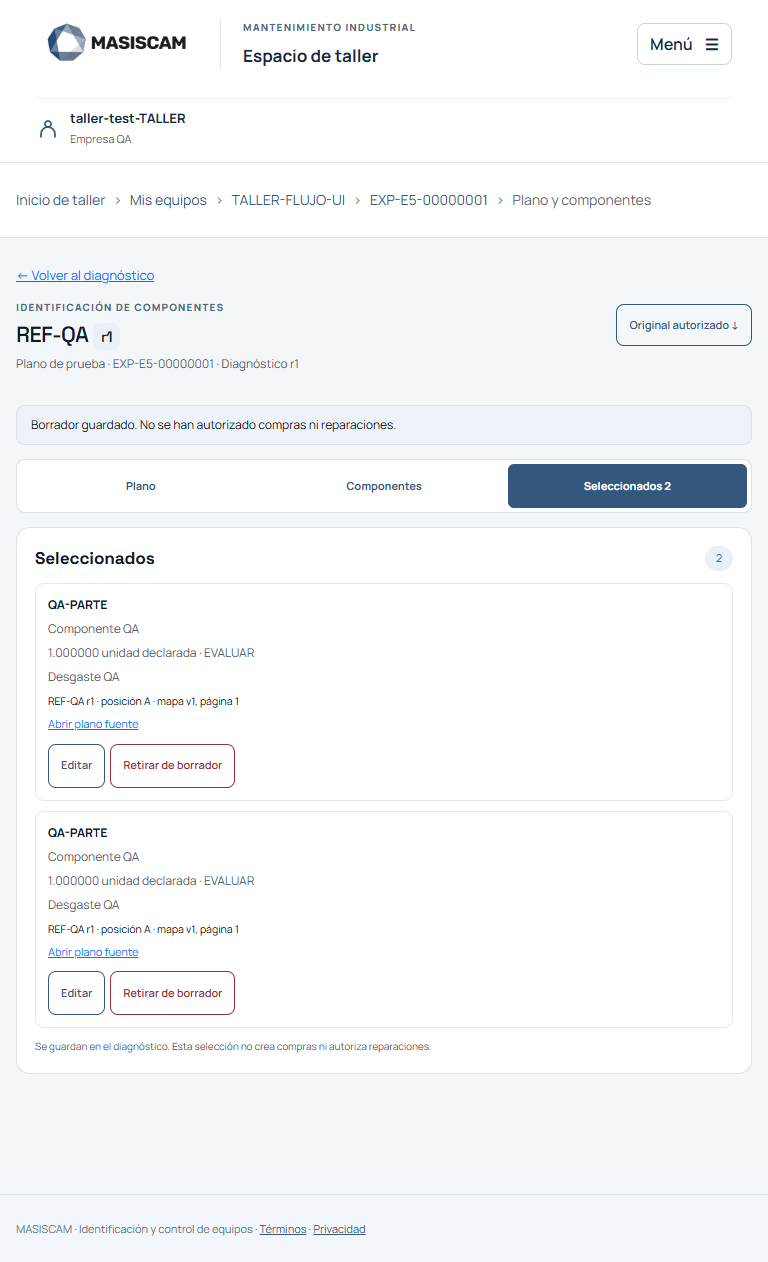 MASISCAM
MANTENIMIENTO INDUSTRIAL
Espacio de taller
Menú ☰
taller-test-TALLER
Empresa QA
Inicio de taller > Mis equipos > TALLER-FLUJO-UI > EXP-E5-00000001 > Plano y componentes
← Volver al diagnóstico
IDENTIFICACIÓN DE COMPONENTES
REF-QA r1
Original autorizado ↓
Plano de prueba · EXP-E5-00000001 · Diagnóstico r1
Borrador guardado. No se han autorizado compras ni reparaciones.
Plano Componentes Seleccionados 2
Seleccionados 2
QA-PARTE
Componente QA
1.000000 unidad declarada · EVALUAR
Desgaste QA
REF-QA r1 · posición A · mapa v1, página 1
Abrir plano fuente
Editar Retirar de borrador
QA-PARTE
Componente QA
1.000000 unidad declarada · EVALUAR
Desgaste QA
REF-QA r1 · posición A · mapa v1, página 1
Abrir plano fuente
Editar Retirar de borrador
Se guardan en el diagnóstico. Esta selección no crea compras ni autoriza reparaciones.
MASISCAM · Identificación y control de equipos · Términos · Privacidad